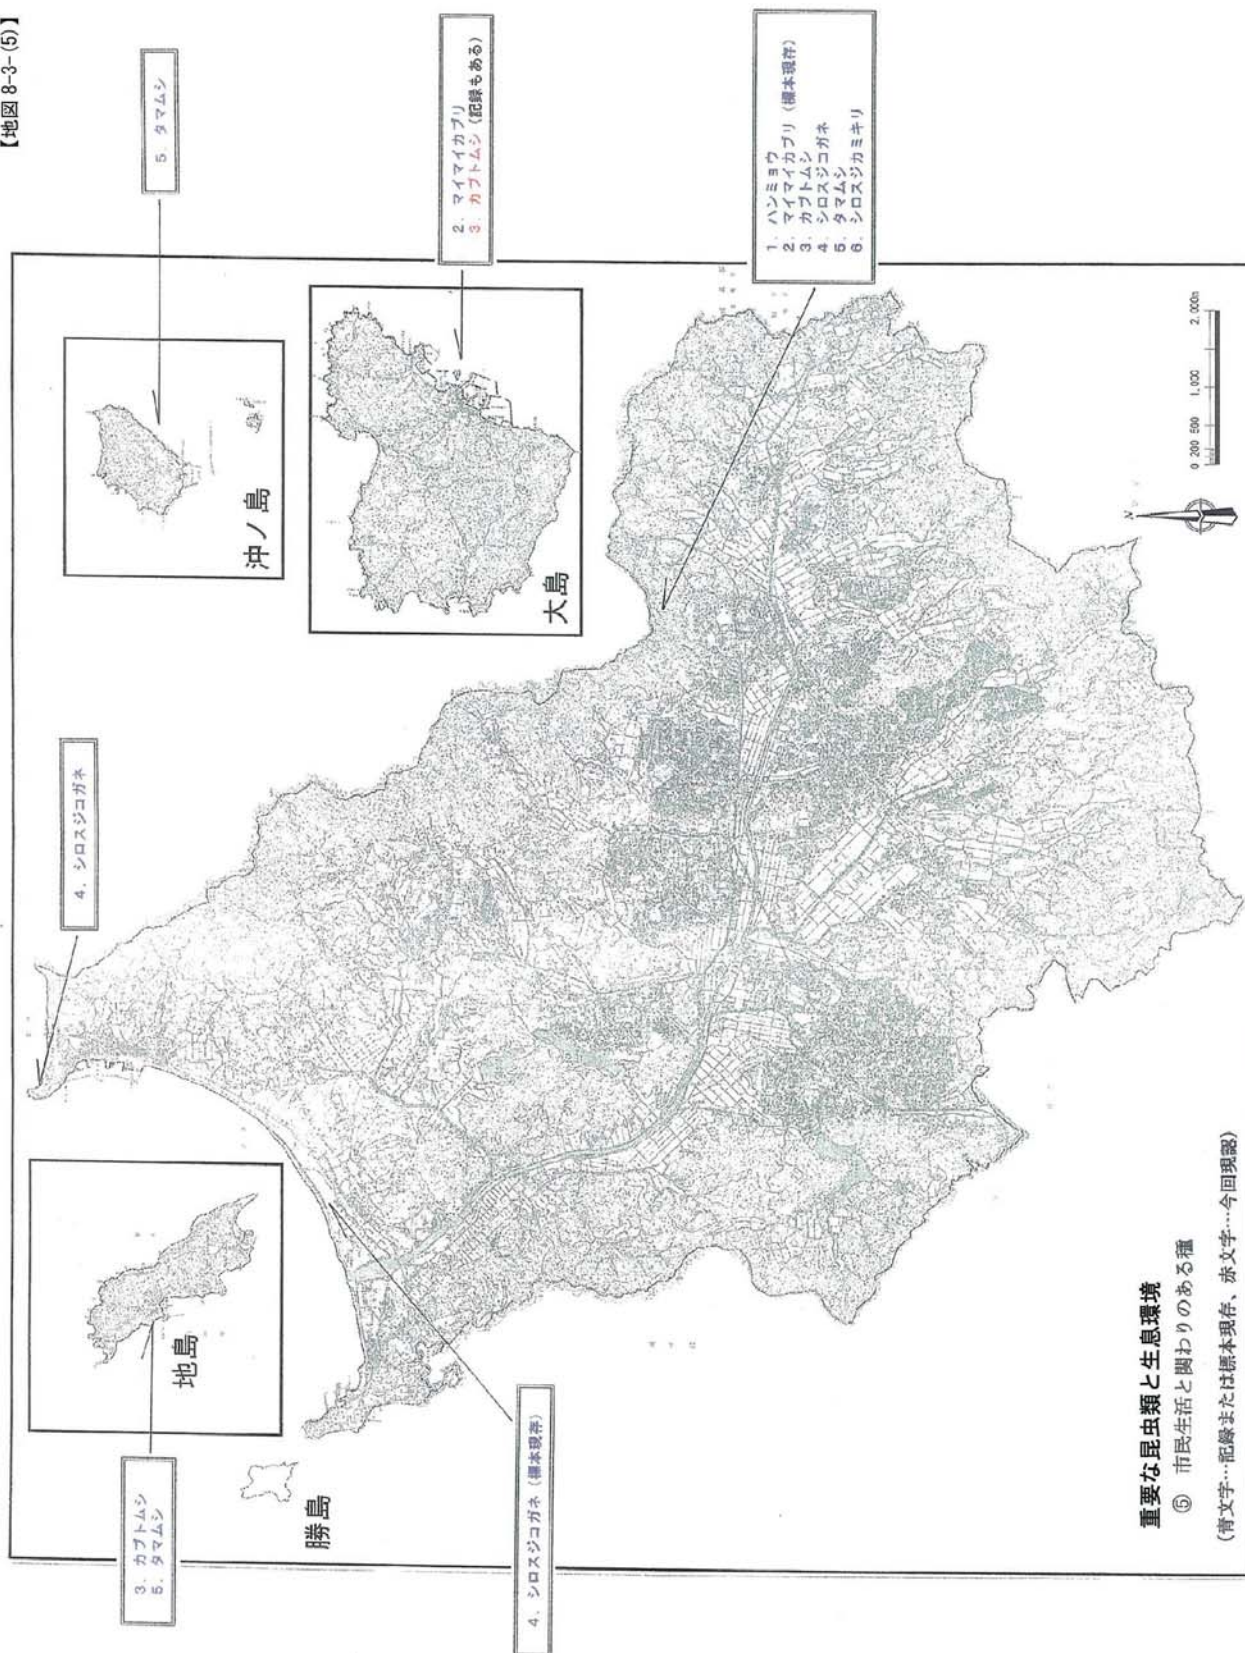 【地図 8-3-(5)】
3. カブトムシ
5. タマムシ
地島
勝島
4. シロスジコガネ（標本現存）
4. シロスジコガネ
5. タマムシ
沖ノ島
2. マイマイカブリ
3. カブトムシ（記録もある）
大島
1. ハンミョウ
2. マイマイカブリ（標本現存）
3. カブトムシ
4. シロスジコガネ
5. タマムシ
6. シロスジカミキリ
N
0 200 500 1,000 2,000m
重要な昆虫類と生息環境
⑤ 市民生活と関わりのある種
（青文字…記録または標本現存、赤文字…今回現認）